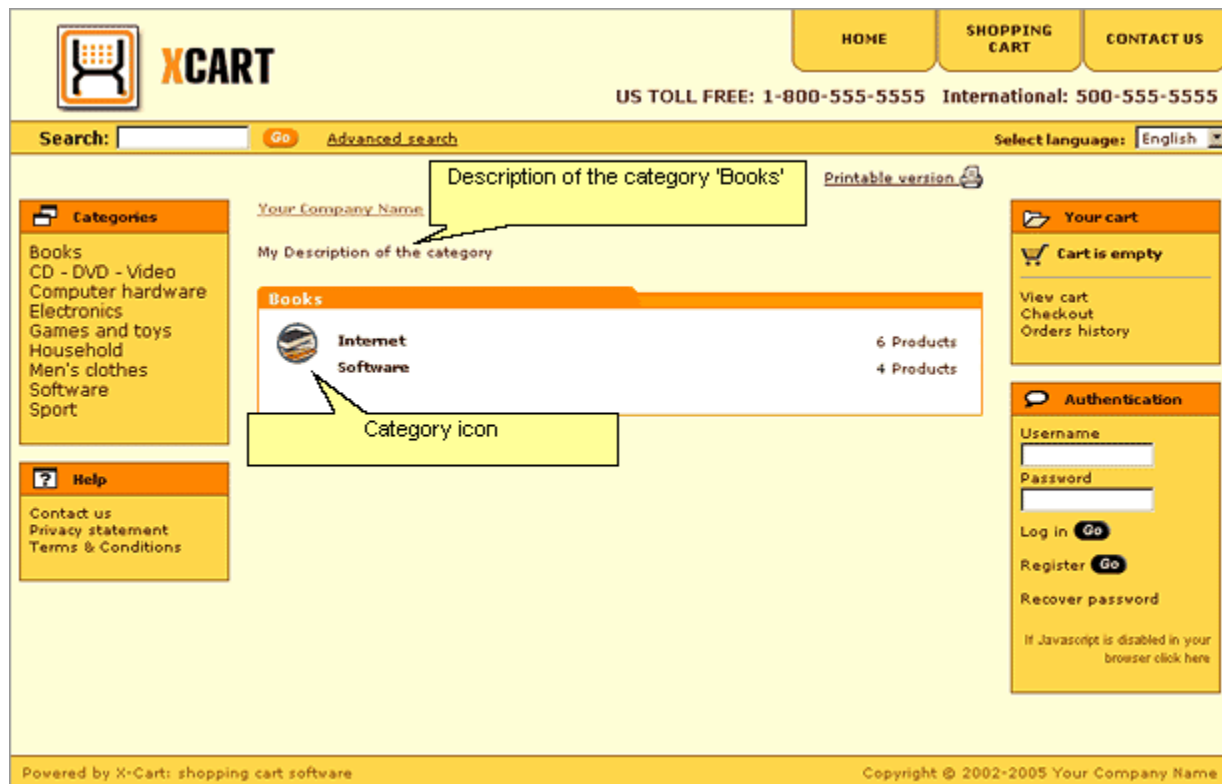 XCART
HOME
SHOPPING
CART
CONTACT US
US TOLL FREE: 1-800-555-5555 International: 500-555-5555
Search: Go Advanced search
Select language: English
Description of the category 'Books'
Printable version
Categories
Books
CD - DVD - Video
Computer hardware
Electronics
Games and toys
Household
Men's clothes
Software
Sport
Help
Contact us
Privacy statement
Terms & Conditions
Your Company Name
My Description of the category
Books
Internet 6 Products
Software 4 Products
Category icon
Your cart
Cart is empty
View cart
Checkout
Orders history
Authentication
Username
Password
Log in Go
Register Go
Recover password
If Javascript is disabled in your
browser click here
Powered by X-Cart: shopping cart software
Copyright © 2002-2005 Your Company Name